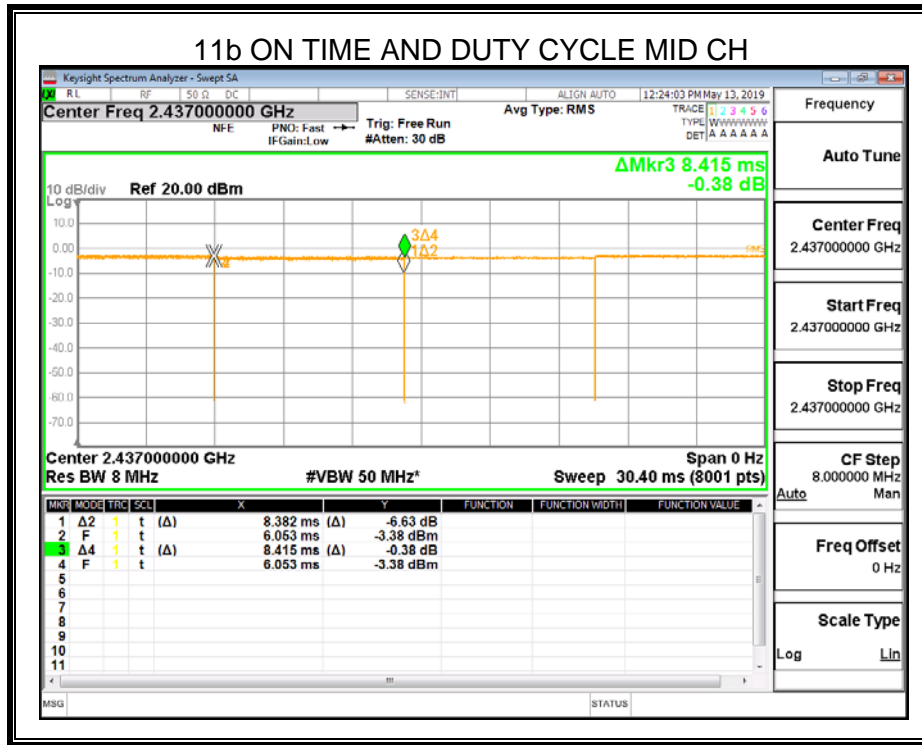 11b ON TIME AND DUTY CYCLE MID CH
Keysight Spectrum Analyzer - Swept SA
RL RF 50 Ω DC SENSE:INT ALIGN AUTO 12:24:03 PM May 13, 2019
Center Freq 2.437000000 GHz
NFE PNO: Fast Trig: Free Run
IFGain:Low #Atten: 30 dB
Avg Type: RMS
TRACE 1 2 3 4 5 6
TYPE WWWWWW
DET A A A A A A
ΔMkr3 8.415 ms
-0.38 dB
10 dB/div Ref 20.00 dBm
Log
10.0
0.00
-10.0
-20.0
-30.0
-40.0
-50.0
-60.0
-70.0
3Δ4
1Δ2
RMS
Center 2.437000000 GHz Span 0 Hz
Res BW 8 MHz #VBW 50 MHz* Sweep 30.40 ms (8001 pts)
MKR MODE TRC SCL X Y FUNCTION FUNCTION WIDTH FUNCTION VALUE
1 Δ2 1 t (Δ) 8.382 ms (Δ) -6.63 dB
2 F 1 t 6.053 ms -3.38 dBm
3 Δ4 1 t (Δ) 8.415 ms (Δ) -0.38 dB
4 F 1 t 6.053 ms -3.38 dBm
5
6
7
8
9
10
11
MSG STATUS
Frequency
Auto Tune
Center Freq
2.437000000 GHz
Start Freq
2.437000000 GHz
Stop Freq
2.437000000 GHz
CF Step
8.000000 MHz
Auto Man
Freq Offset
0 Hz
Scale Type
Log Lin